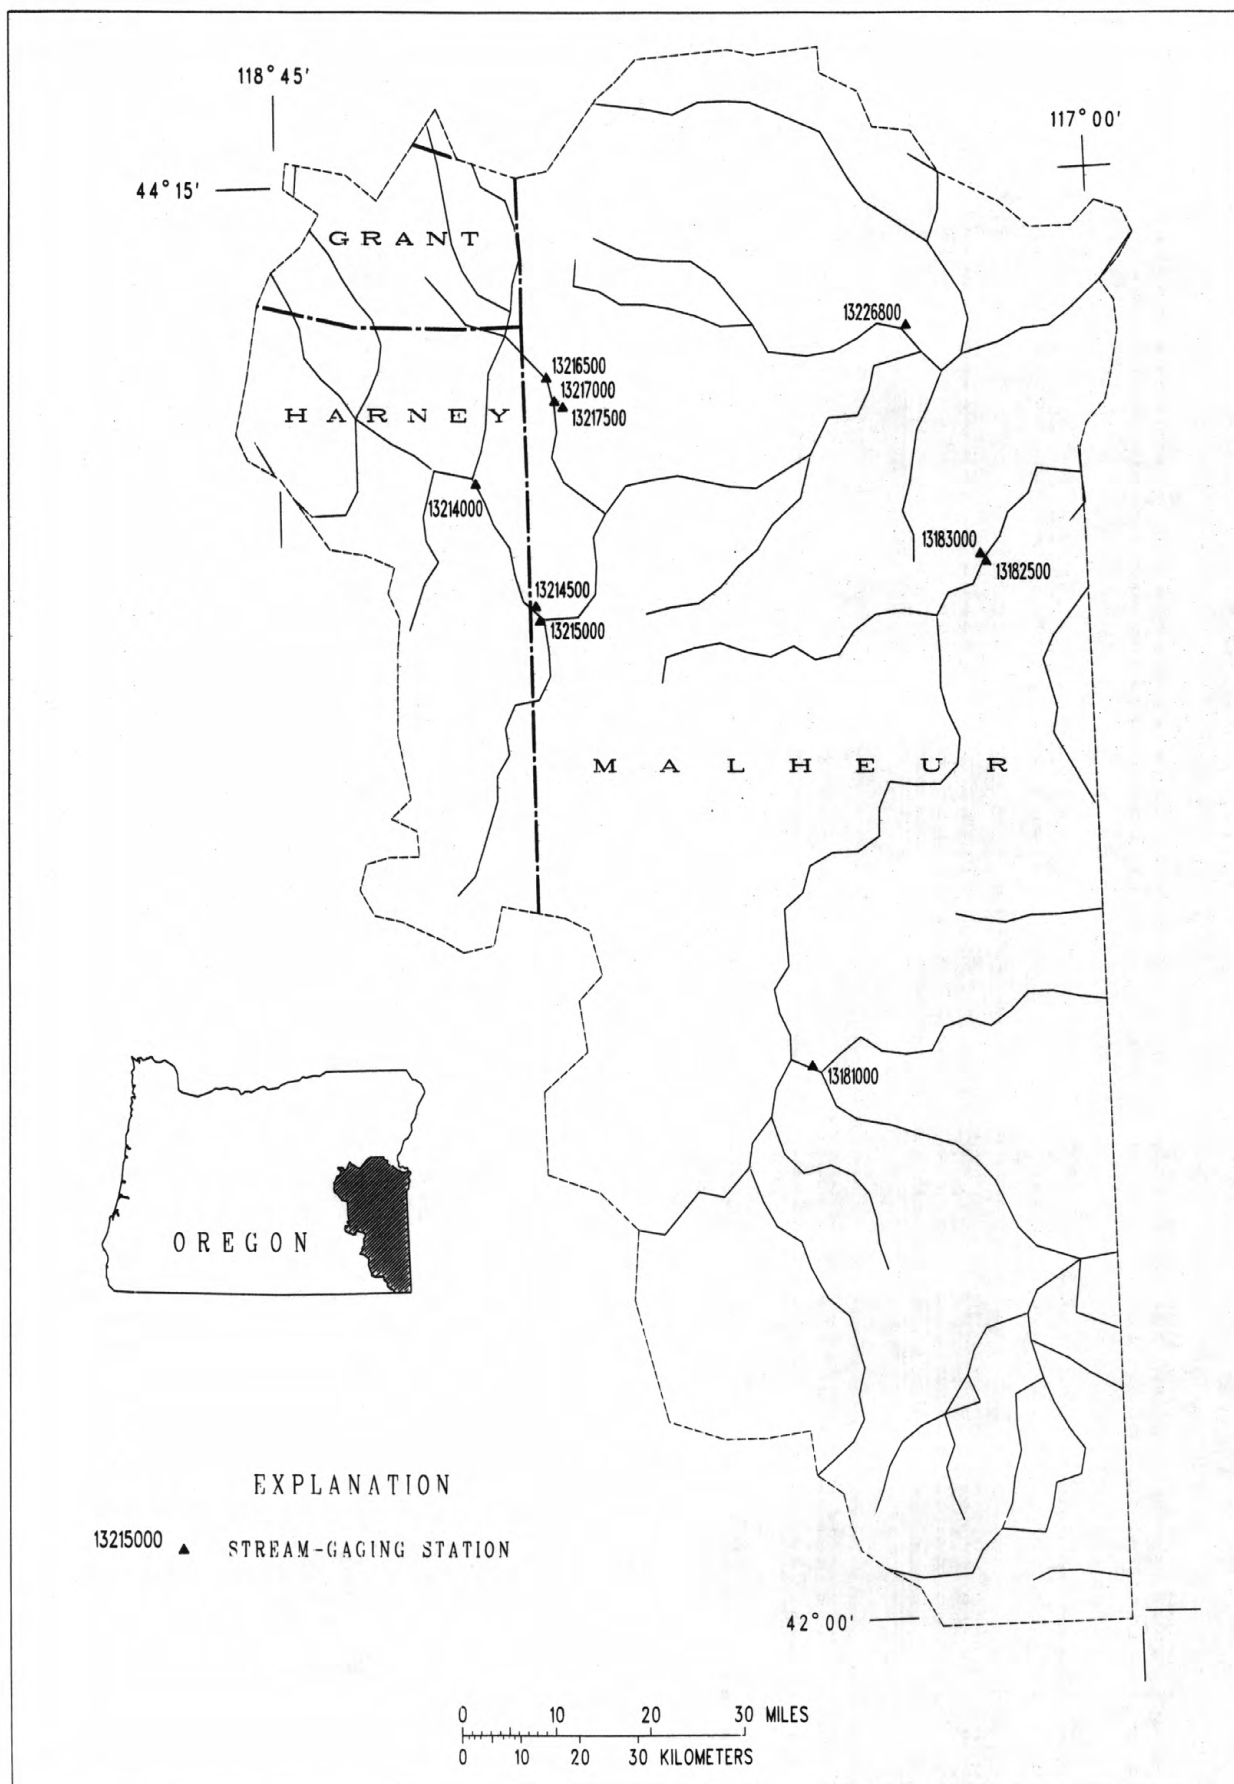 118°45'
117°00'
44°15'
GRANT
13226800
13216500
13217000
HARNEY
13217500
13214000
13183000
13182500
13214500
13215000
MALHEUR
13181000
OREGON
EXPLANATION
13215000 ▲ STREAM-GAGING STATION
42°00'
0 10 20 30 MILES
0 10 20 30 KILOMETERS